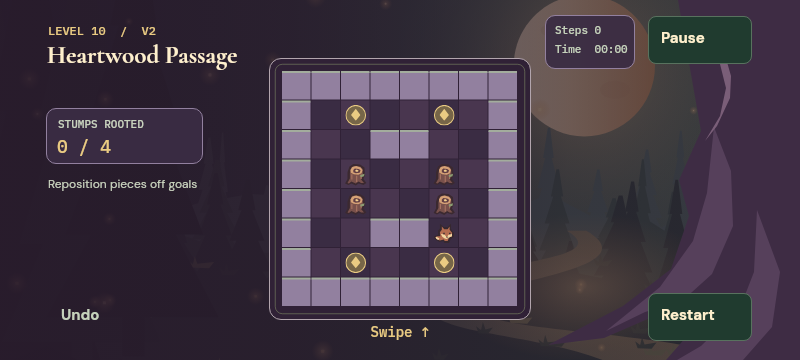 LEVEL 10 / V2
Heartwood Passage
STUMPS ROOTED
0 / 4
Reposition pieces off goals
Undo
Steps 0
Time 00:00
Pause
Swipe ↑
Restart